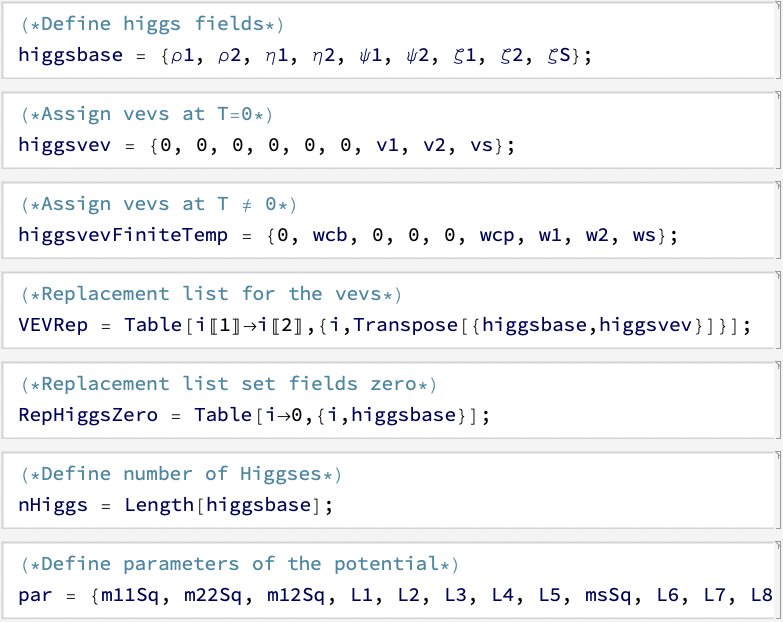 (*Define higgs fields*)
higgsbase = {ρ1, ρ2, η1, η2, ψ1, ψ2, ζ1, ζ2, ζS};
(*Assign vevs at T=0*)
higgsvev = {0, 0, 0, 0, 0, 0, v1, v2, vs};
(*Assign vevs at T ≠ 0*)
higgsvevFiniteTemp = {0, wcb, 0, 0, 0, wcp, w1, w2, ws};
(*Replacement list for the vevs*)
VEVRep = Table[i〚1〛→i〚2〛,{i,Transpose[{higgsbase,higgsvev}]}];
(*Replacement list set fields zero*)
RepHiggsZero = Table[i→0,{i,higgsbase}];
(*Define number of Higgses*)
nHiggs = Length[higgsbase];
(*Define parameters of the potential*)
par = {m11Sq, m22Sq, m12Sq, L1, L2, L3, L4, L5, msSq, L6, L7, L8